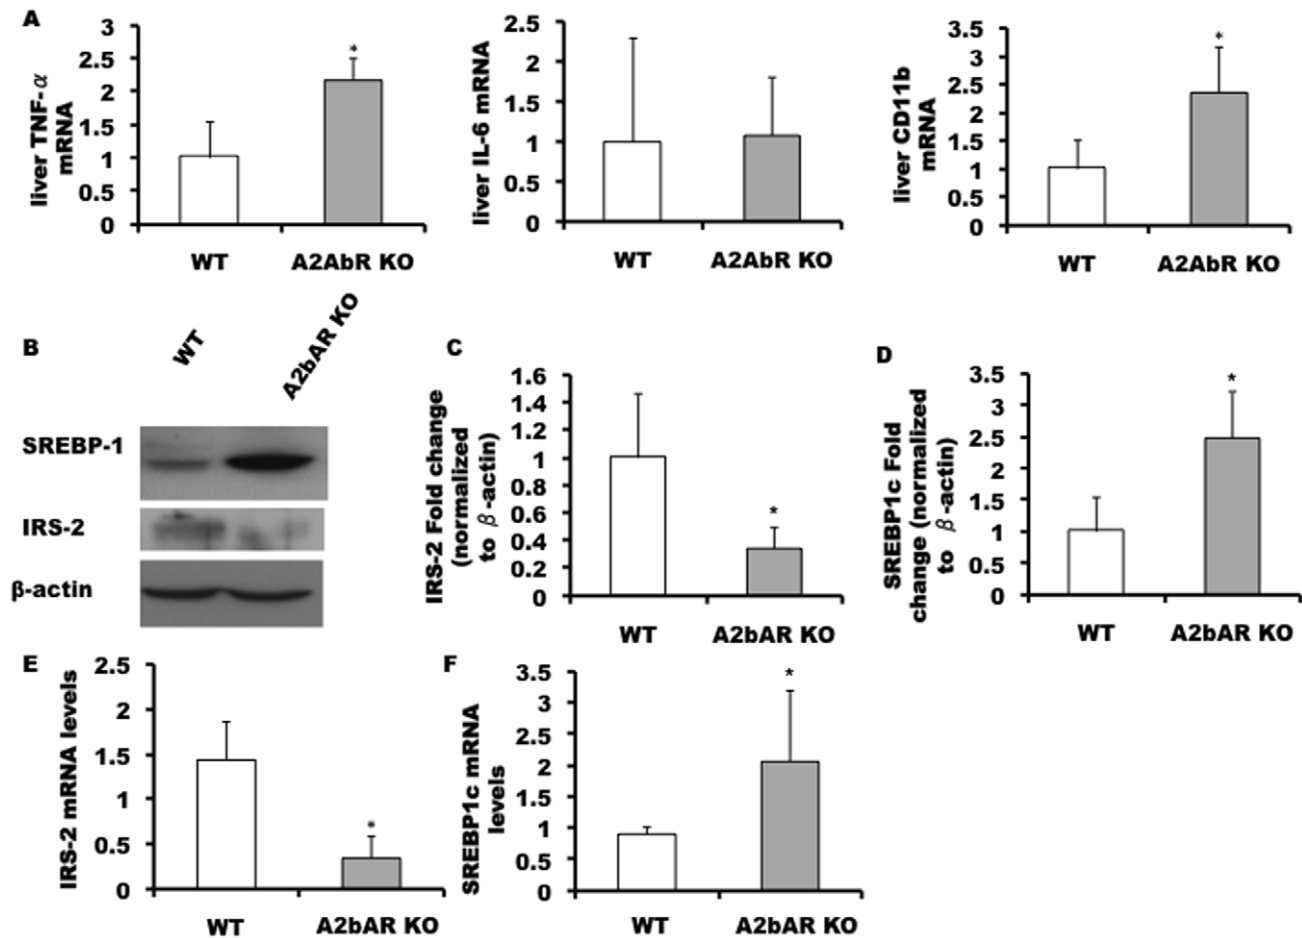 A
liver TNF-α
mRNA
3
2.5
2
1.5
1
0.5
0
*
WT
A2AbR KO
liver IL-6 mRNA
2.5
2
1.5
1
0.5
0
WT
A2AbR KO
liver CD11b
mRNA
3.5
3
2.5
2
1.5
1
0.5
0
*
WT
A2AbR KO
B
WT
A2bAR KO
SREBP-1
IRS-2
β-actin
C
IRS-2 Fold change
(normalized
to β-actin)
1.6
1.4
1.2
1
0.8
0.6
0.4
0.2
0
*
WT
A2bAR KO
D
SREBP1c Fold
change (normalized
to β-actin)
3.5
3
2.5
2
1.5
1
0.5
0
*
WT
A2bAR KO
E
IRS-2 mRNA levels
2.5
2
1.5
1
0.5
0
*
WT
A2bAR KO
F
SREBP1c mRNA
levels
3.5
3
2.5
2
1.5
1
0.5
0
*
WT
A2bAR KO